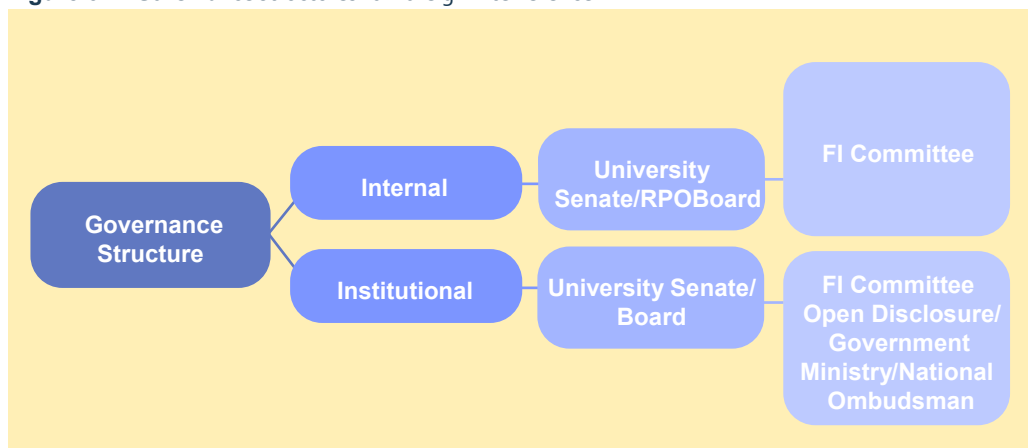 Governance
Structure
Internal
Institutional
University
Senate/RPOBoard
University Senate/
Board
FI Committee
FI Committee
Open Disclosure/
Government
Ministry/National
Ombudsman